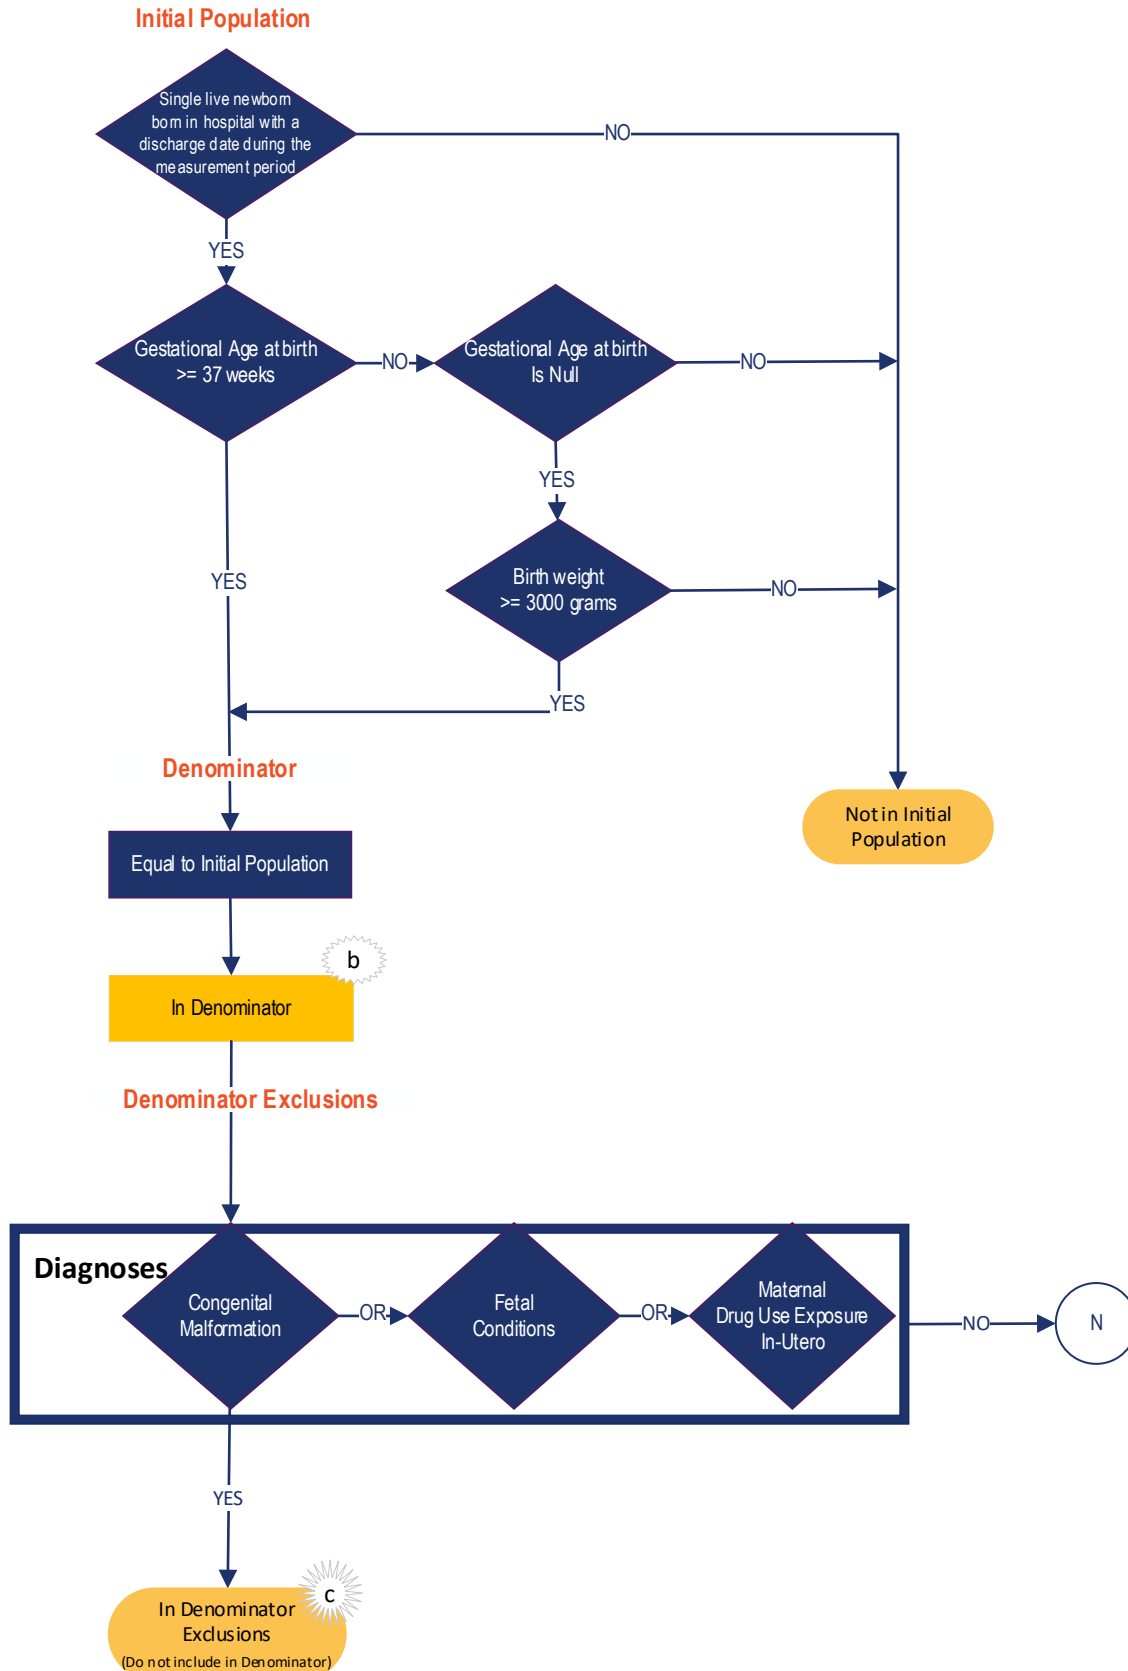 Initial Population
Single live newborn
born in hospital with a
discharge date during the
measurement period
NO
YES
Gestational Age at birth
>= 37 weeks
NO
Gestational Age at birth
Is Null
NO
YES
YES
Birth weight
>= 3000 grams
NO
YES
Denominator
Not in Initial
Population
Equal to Initial Population
b
In Denominator
Denominator Exclusions
Diagnoses
Congenital
Malformation
OR
Fetal
Conditions
OR
Maternal
Drug Use Exposure
In-Utero
NO
N
YES
c
In Denominator
Exclusions
(Do not include in Denominator)